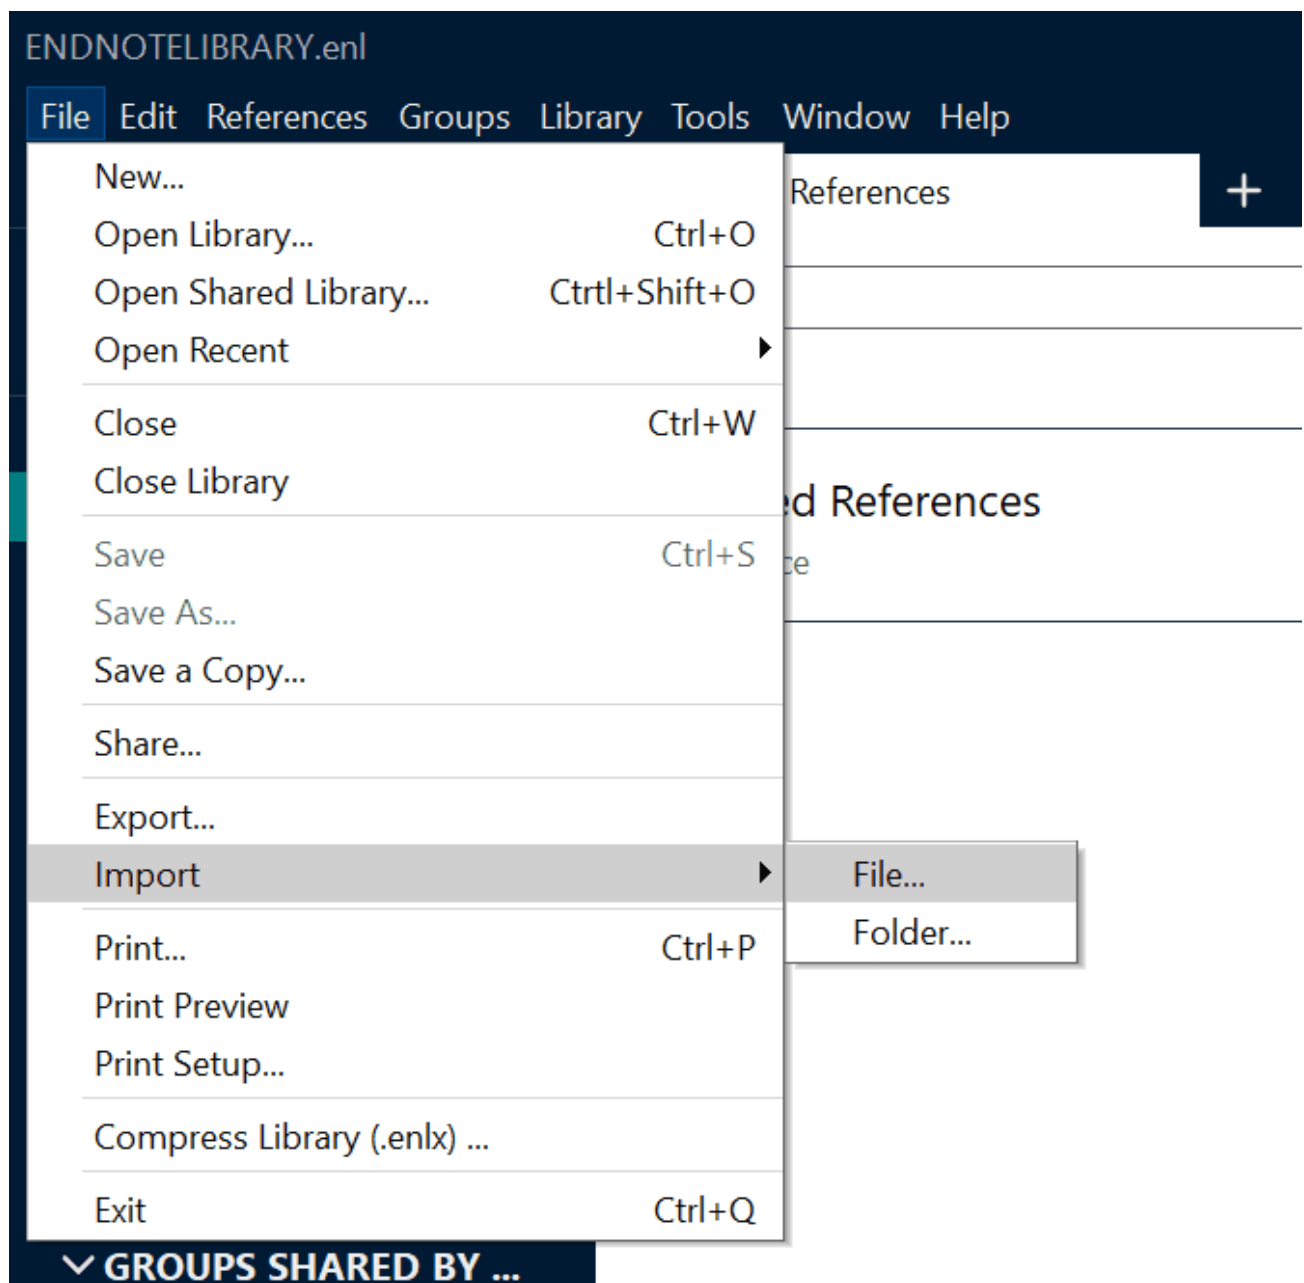 ENDNOTELIBRARY.enl
File Edit References Groups Library Tools Window Help
New...
References +
Open Library... Ctrl+O
Open Shared Library... Ctrtl+Shift+O
Open Recent
Close Ctrl+W
Close Library
ed References
Save Ctrl+S
ce
Save As...
Save a Copy...
Share...
Export...
Import File...
Folder...
Print... Ctrl+P
Print Preview
Print Setup...
Compress Library (.enlx) ...
Exit Ctrl+Q
GROUPS SHARED BY ...